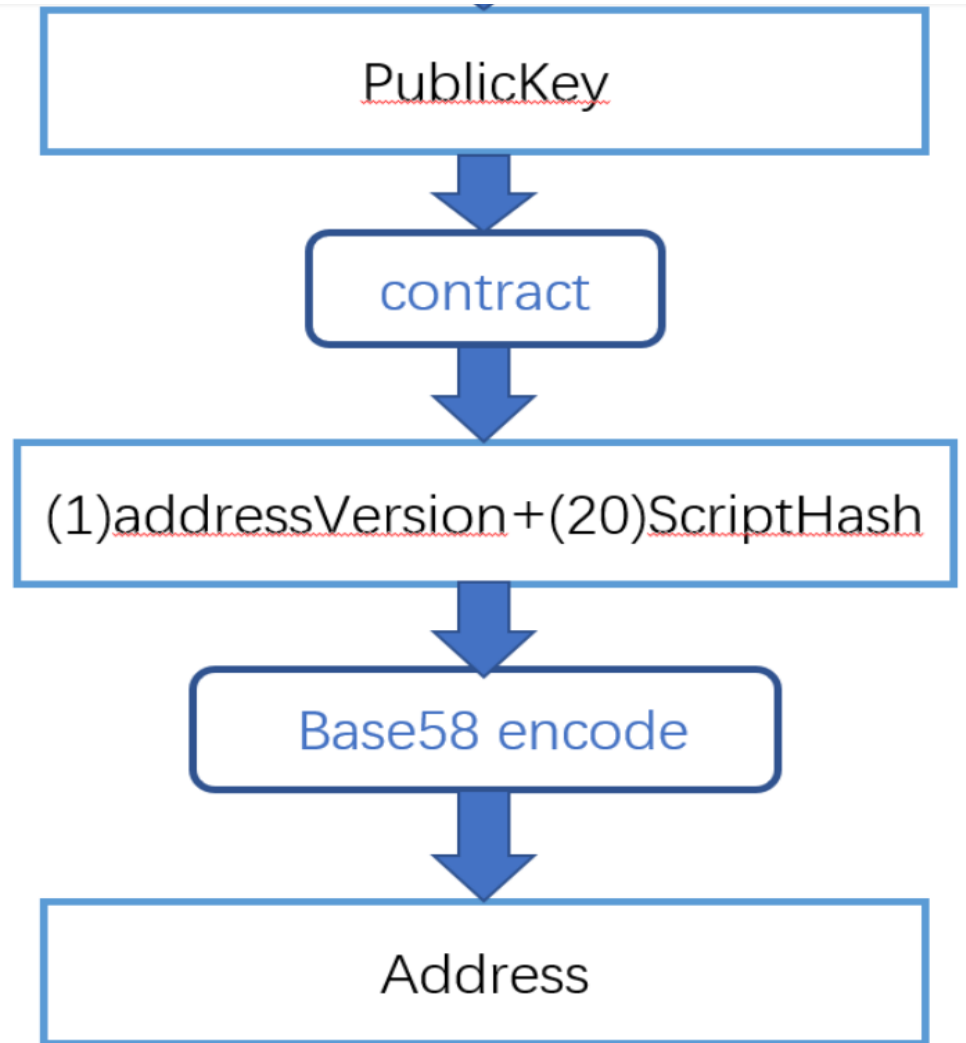 PublicKey
contract
(1)addressVersion+(20)ScriptHash
Base58 encode
Address